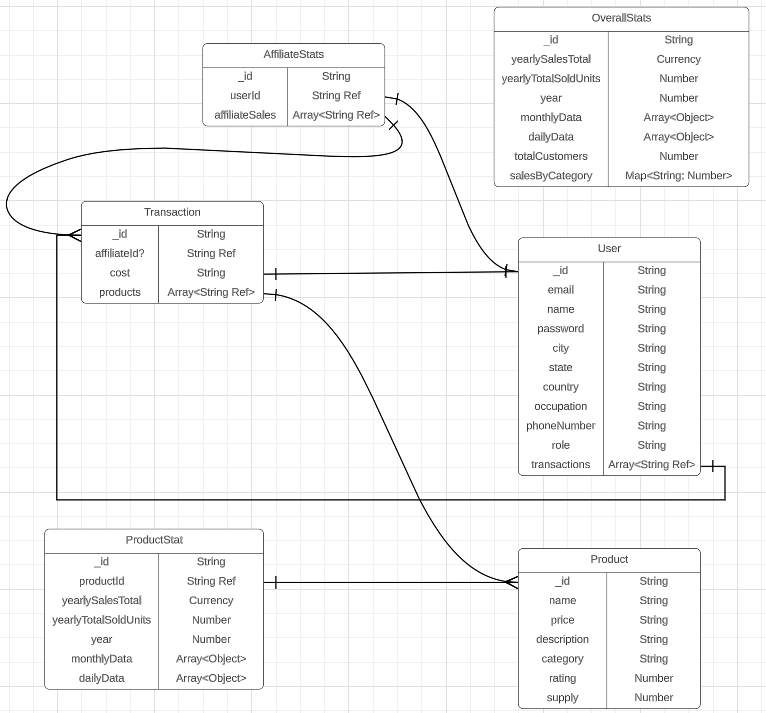 OverallStats
_id String
yearlySalesTotal Currency
yearlyTotalSoldUnits Number
year Number
monthlyData Array<Object>
dailyData Array<Object>
totalCustomers Number
salesByCategory Map<String; Number>
AffiliateStats
_id String
userId String Ref
affiliateSales Array<String Ref>
Transaction
_id String
affiliateId? String Ref
cost String
products Array<String Ref>
User
_id String
email String
name String
password String
city String
state String
country String
occupation String
phoneNumber String
role String
transactions Array<String Ref>
ProductStat
_id String
productId String Ref
yearlySalesTotal Currency
yearlyTotalSoldUnits Number
year Number
monthlyData Array<Object>
dailyData Array<Object>
Product
_id String
name String
price String
description String
category String
rating Number
supply Number